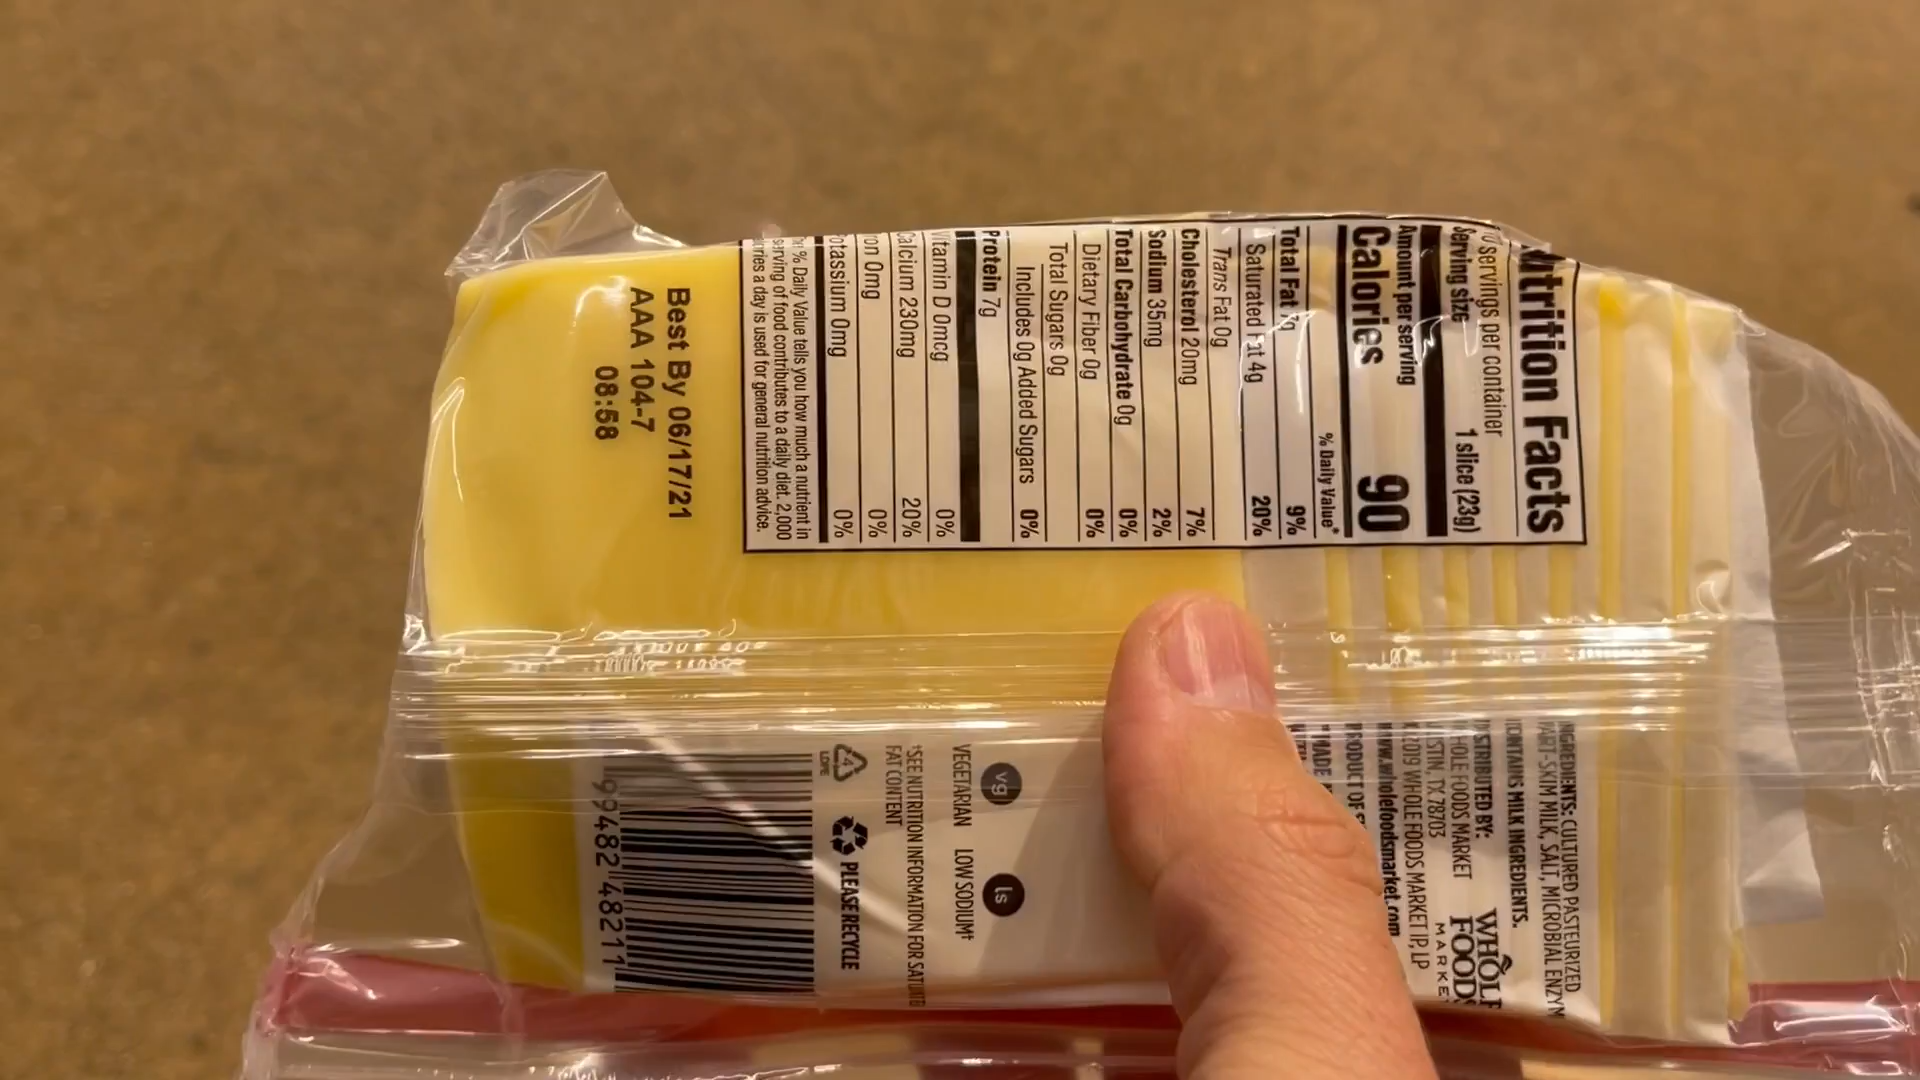 Nutrition Facts
servings per container
Serving size 1 slice (23g)
Amount per serving
Calories 90
% Daily Value*
Total Fat 7g 9%
Saturated Fat 4g 20%
Trans Fat 0g
Cholesterol 20mg 7%
Sodium 35mg 2%
Total Carbohydrate 0g 0%
Dietary Fiber 0g 0%
Total Sugars 0g
Includes 0g Added Sugars 0%
Protein 7g
Vitamin D 0mcg 0%
Calcium 230mg 20%
ron 0mg 0%
otassium 0mg 0%
% Daily Value tells you how much a nutrient in
serving of food contributes to a daily diet. 2,000
ories a day is used for general nutrition advice.
Best By 06/17/21
AAA 104-7
08:58
INGREDIENTS: CULTURED PASTEURIZED
PART-SKIM MILK, SALT, MICROBIAL ENZYM
CONTAINS MILK INGREDIENTS.
DISTRIBUTED BY:
WHOLE FOODS MARKET
AUSTIN, TX 78703
2019 WHOLE FOODS MARKET IP, LP
www.wholefoodsmarket.com
PRODUCT OF
MADE
WHOLE
FOODS
MARKE
vg ls
VEGETARIAN LOW SODIUM†
†SEE NUTRITION INFORMATION FOR SATURATE
FAT CONTENT
4
LDPE
PLEASE RECYCLE
99482 48211